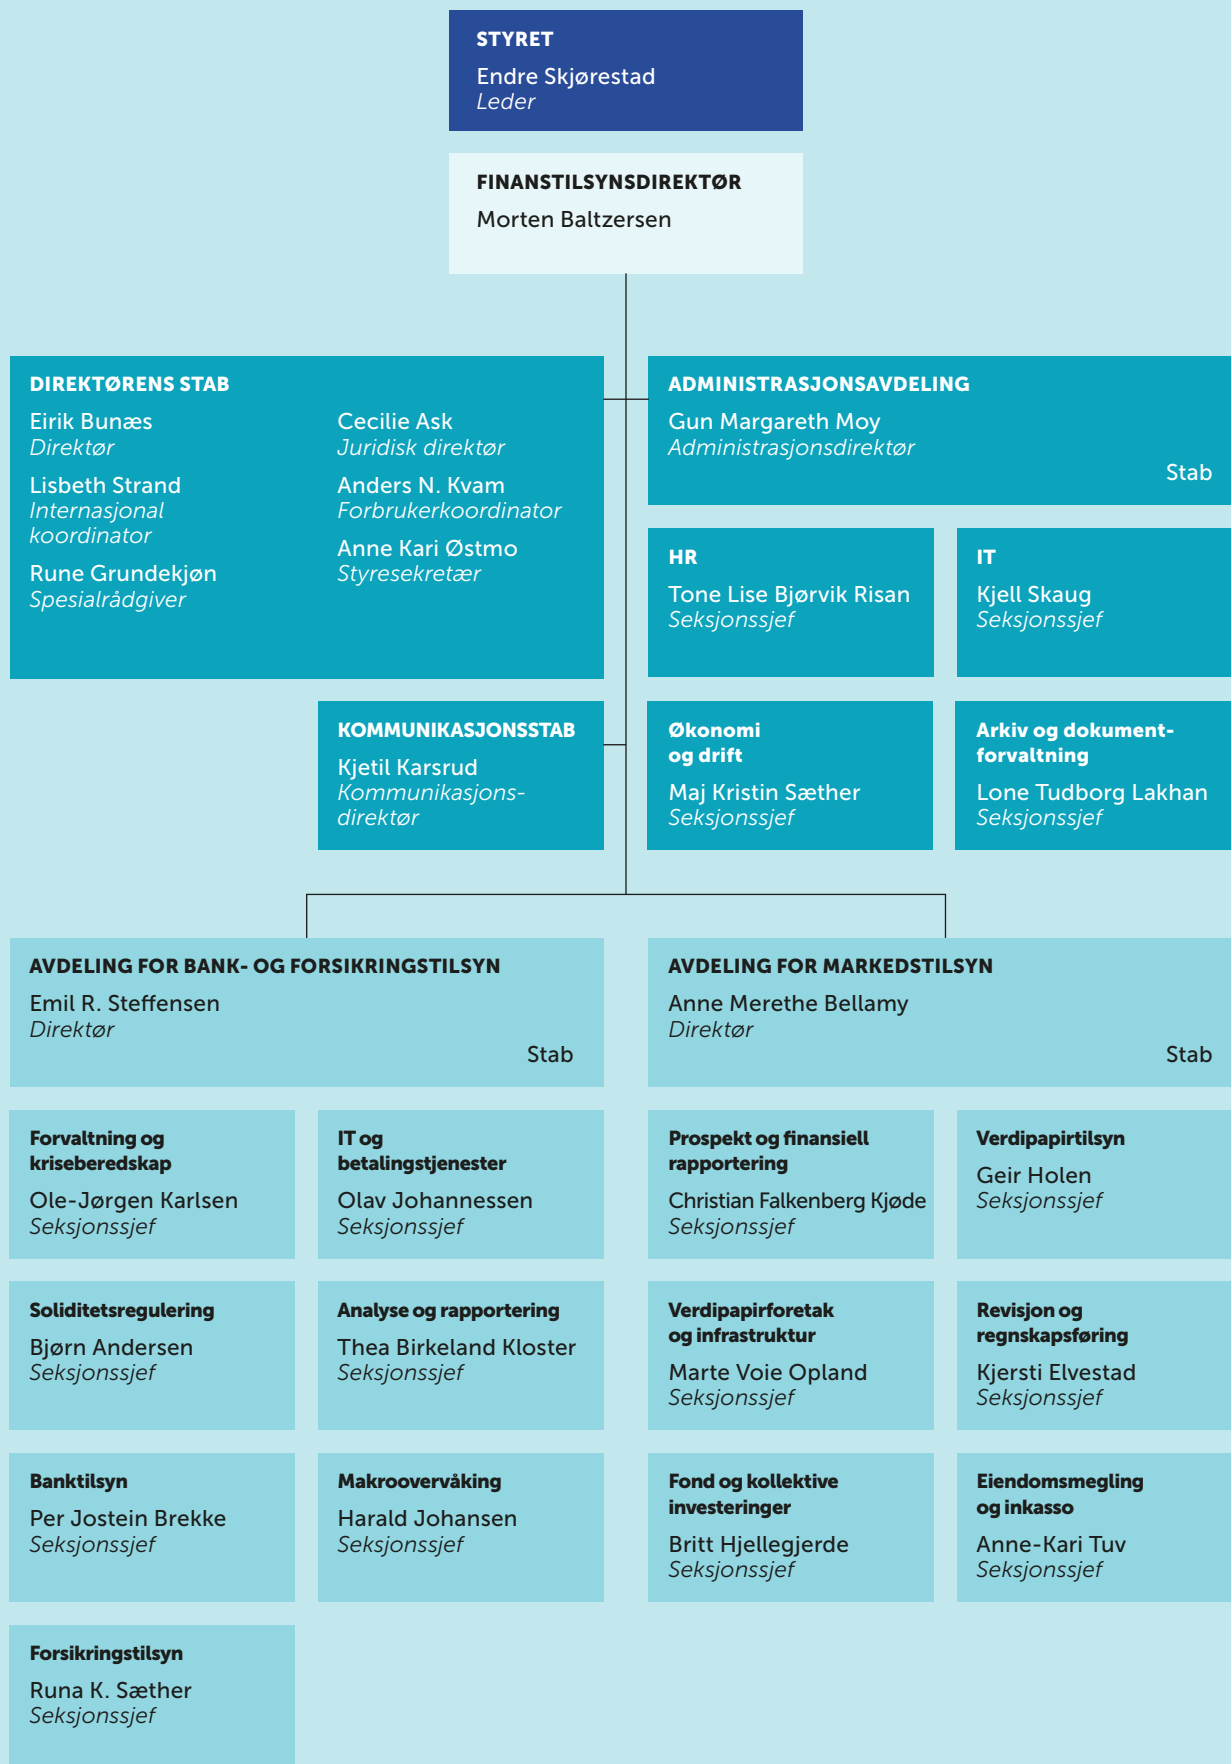 STYRET
Endre Skjørestad
Leder
FINANSTILSYNSDIREKTØR
Morten Baltzersen
DIREKTØRENS STAB
Eirik Bunæs
Direktør
Lisbeth Strand
Internasjonal
koordinator
Rune Grundekjøn
Spesialrådgiver
Cecilie Ask
Juridisk direktør
Anders N. Kvam
Forbrukerkoordinator
Anne Kari Østmo
Styresekretær
ADMINISTRASJONSAVDELING
Gun Margareth Moy
Administrasjonsdirektør
Stab
HR
Tone Lise Bjørvik Risan
Seksjonssjef
IT
Kjell Skaug
Seksjonssjef
KOMMUNIKASJONSSTAB
Kjetil Karsrud
Kommunikasjons-
direktør
Økonomi
og drift
Maj Kristin Sæther
Seksjonssjef
Arkiv og dokument-
forvaltning
Lone Tudborg Lakhan
Seksjonssjef
AVDELING FOR BANK- OG FORSIKRINGSTILSYN
Emil R. Steffensen
Direktør
Stab
AVDELING FOR MARKEDSTILSYN
Anne Merethe Bellamy
Direktør
Stab
Forvaltning og
kriseberedskap
Ole-Jørgen Karlsen
Seksjonssjef
IT og
betalingstjenester
Olav Johannessen
Seksjonssjef
Prospekt og finansiell
rapportering
Christian Falkenberg Kjøde
Seksjonssjef
Verdipapirtilsyn
Geir Holen
Seksjonssjef
Soliditetsregulering
Bjørn Andersen
Seksjonssjef
Analyse og rapportering
Thea Birkeland Kloster
Seksjonssjef
Verdipapirforetak
og infrastruktur
Marte Voie Opland
Seksjonssjef
Revisjon og
regnskapsføring
Kjersti Elvestad
Seksjonssjef
Banktilsyn
Per Jostein Brekke
Seksjonssjef
Makroovervåking
Harald Johansen
Seksjonssjef
Fond og kollektive
investeringer
Britt Hjellegjerde
Seksjonssjef
Eiendomsmegling
og inkasso
Anne-Kari Tuv
Seksjonssjef
Forsikringstilsyn
Runa K. Sæther
Seksjonssjef